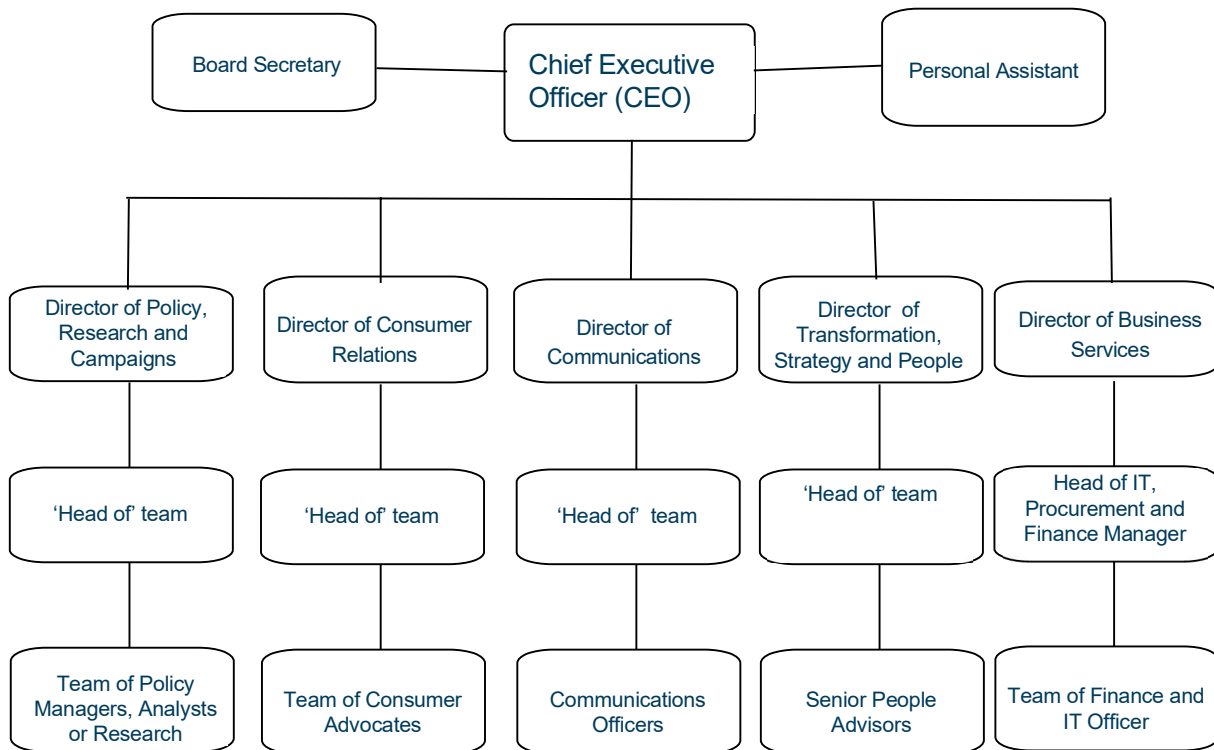 Board Secretary
Chief Executive
Officer (CEO)
Personal Assistant
Director of Policy,
Research and
Campaigns
Director of Consumer
Relations
Director of
Communications
Director of
Transformation,
Strategy and People
Director of Business
Services
‘Head of’ team
‘Head of’ team
‘Head of’ team
‘Head of’ team
Head of IT,
Procurement and
Finance Manager
Team of Policy
Managers, Analysts
or Research
Team of Consumer
Advocates
Communications
Officers
Senior People
Advisors
Team of Finance and
IT Officer